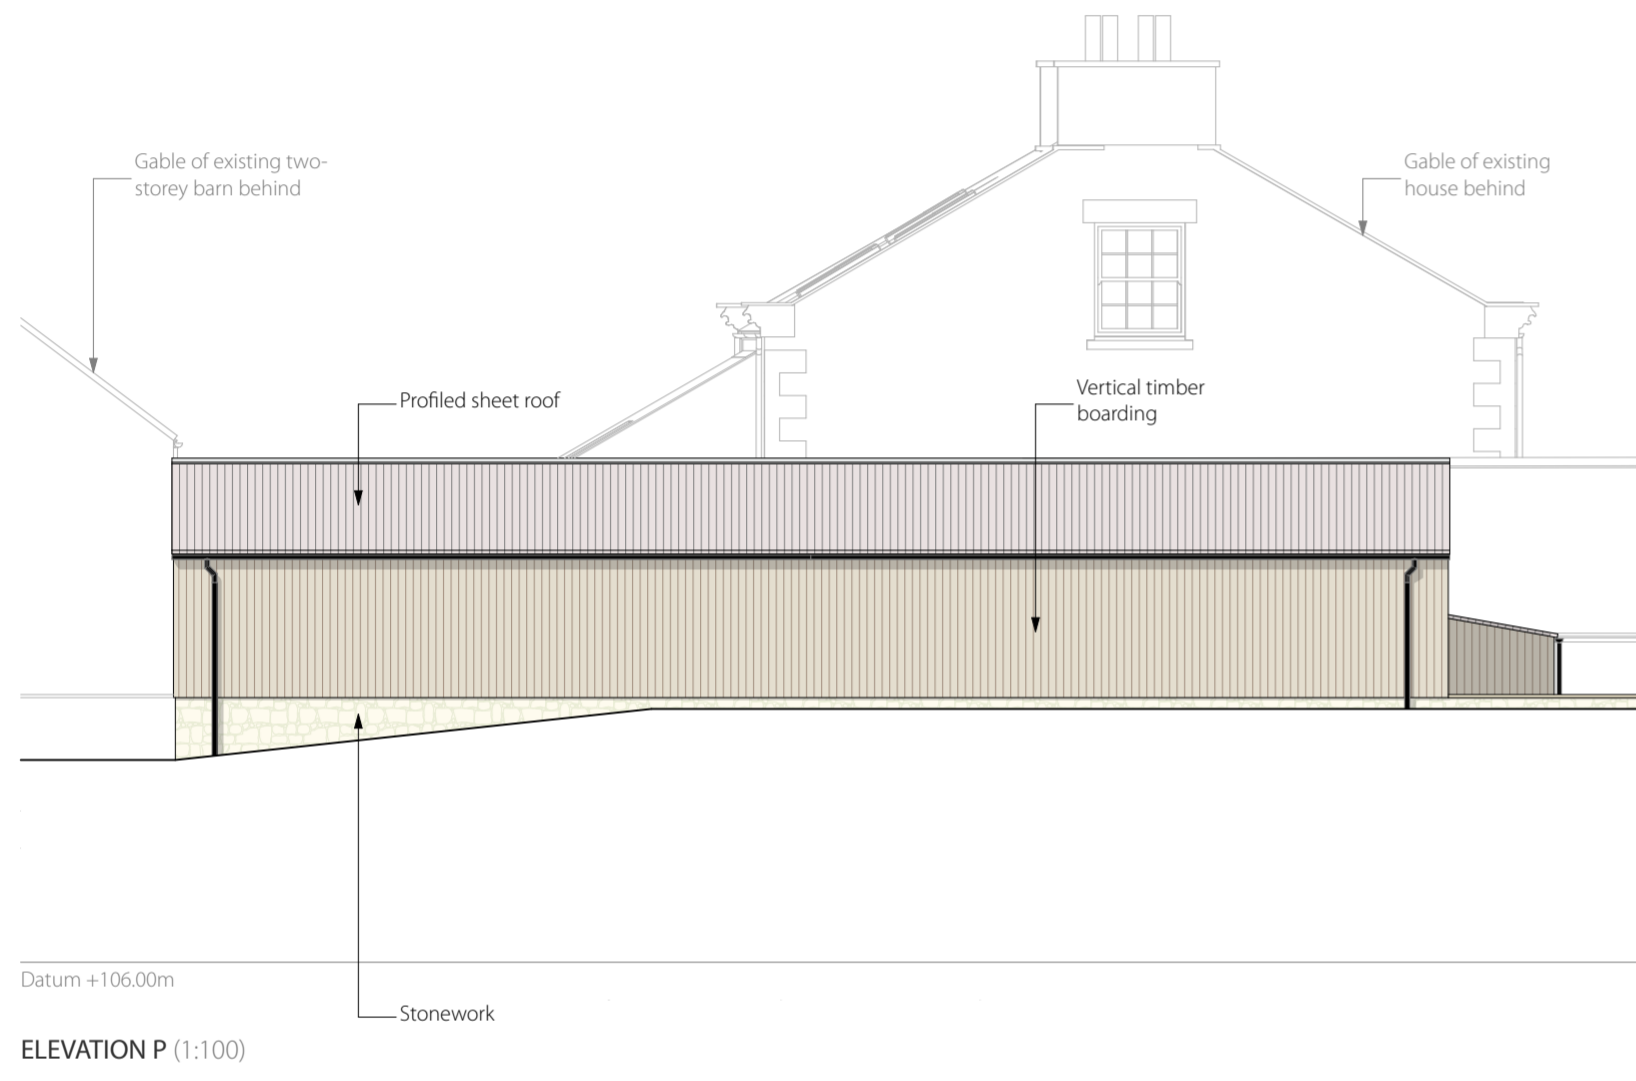 Gable of existing two-
storey barn behind
Gable of existing
house behind
Profiled sheet roof
Vertical timber
boarding
Datum +106.00m
Stonework
ELEVATION P (1:100)